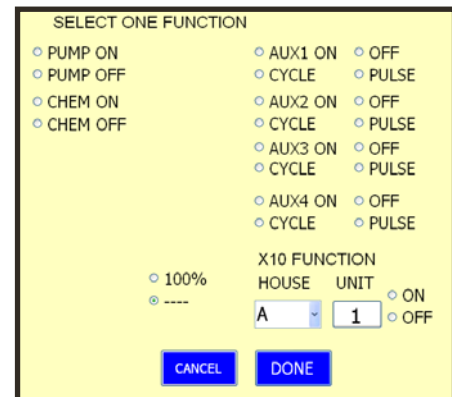 SELECT ONE FUNCTION
PUMP ON AUX1 ON OFF
PUMP OFF CYCLE PULSE
CHEM ON AUX2 ON OFF
CHEM OFF CYCLE PULSE
AUX3 ON OFF
CYCLE PULSE
AUX4 ON OFF
CYCLE PULSE
X10 FUNCTION
100% HOUSE UNIT
ON
---- A 1 OFF
CANCEL DONE